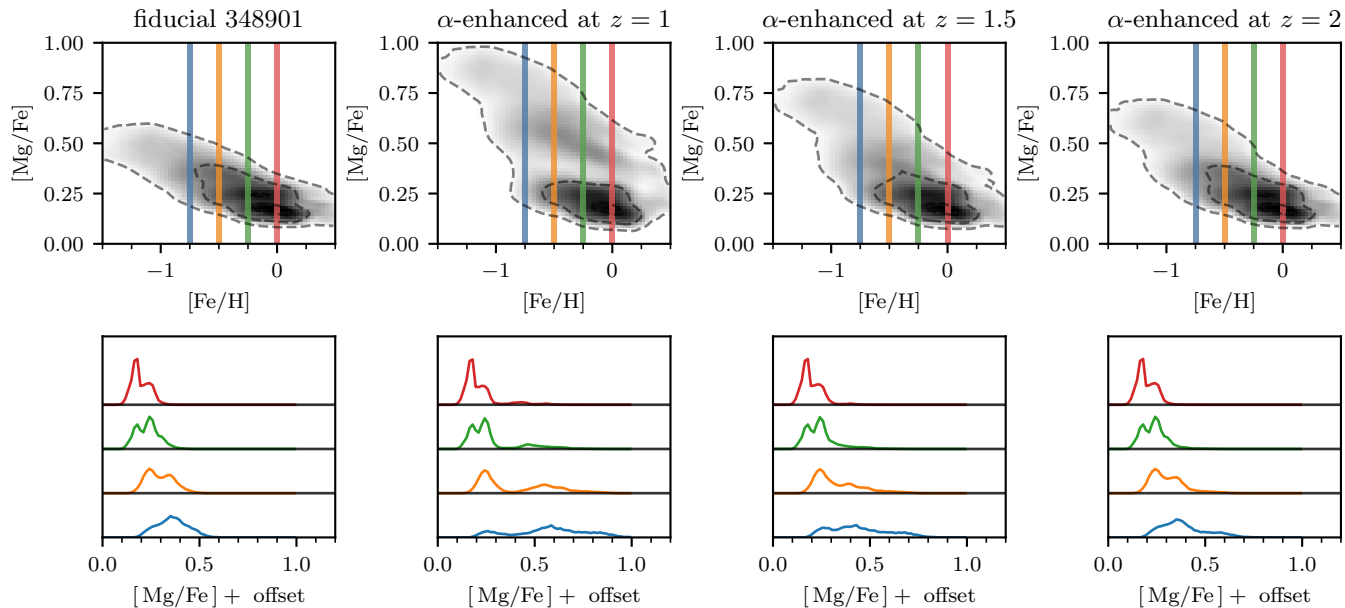 fiducial 348901
α-enhanced at z = 1
α-enhanced at z = 1.5
α-enhanced at z = 2
1.00
0.75
0.50
0.25
0.00
[Mg/Fe]
−1
0
[Fe/H]
1.00
0.75
0.50
0.25
0.00
[Mg/Fe]
−1
0
[Fe/H]
1.00
0.75
0.50
0.25
0.00
[Mg/Fe]
−1
0
[Fe/H]
1.00
0.75
0.50
0.25
0.00
[Mg/Fe]
−1
0
[Fe/H]
0.0
0.5
1.0
[Mg/Fe] + offset
0.0
0.5
1.0
[Mg/Fe] + offset
0.0
0.5
1.0
[Mg/Fe] + offset
0.0
0.5
1.0
[Mg/Fe] + offset